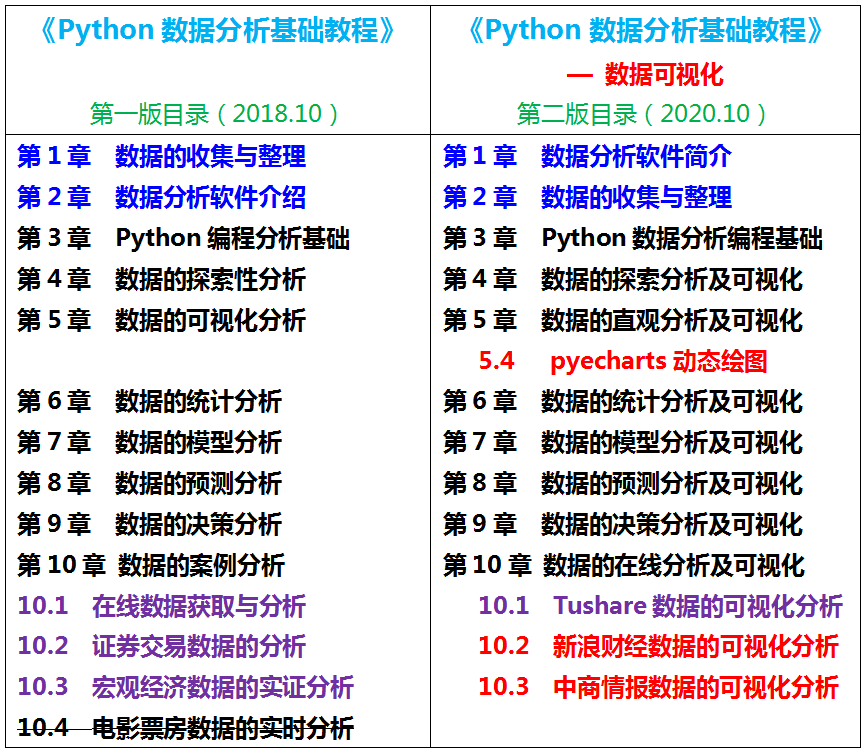 《Python 数据分析基础教程》
第一版目录（2018.10）
第 1 章 数据的收集与整理
第 2 章 数据分析软件介绍
第 3 章 Python 编程分析基础
第 4 章 数据的探索性分析
第 5 章 数据的可视化分析
第 6 章 数据的统计分析
第 7 章 数据的模型分析
第 8 章 数据的预测分析
第 9 章 数据的决策分析
第 10 章 数据的案例分析
10.1 在线数据获取与分析
10.2 证券交易数据的分析
10.3 宏观经济数据的实证分析
10.4 电影票房数据的实时分析
《Python 数据分析基础教程》
— 数据可视化
第二版目录（2020.10）
第 1 章 数据分析软件简介
第 2 章 数据的收集与整理
第 3 章 Python 数据分析编程基础
第 4 章 数据的探索分析及可视化
第 5 章 数据的直观分析及可视化
5.4 pyecharts 动态绘图
第 6 章 数据的统计分析及可视化
第 7 章 数据的模型分析及可视化
第 8 章 数据的预测分析及可视化
第 9 章 数据的决策分析及可视化
第 10 章 数据的在线分析及可视化
10.1 Tushare 数据的可视化分析
10.2 新浪财经数据的可视化分析
10.3 中商情报数据的可视化分析